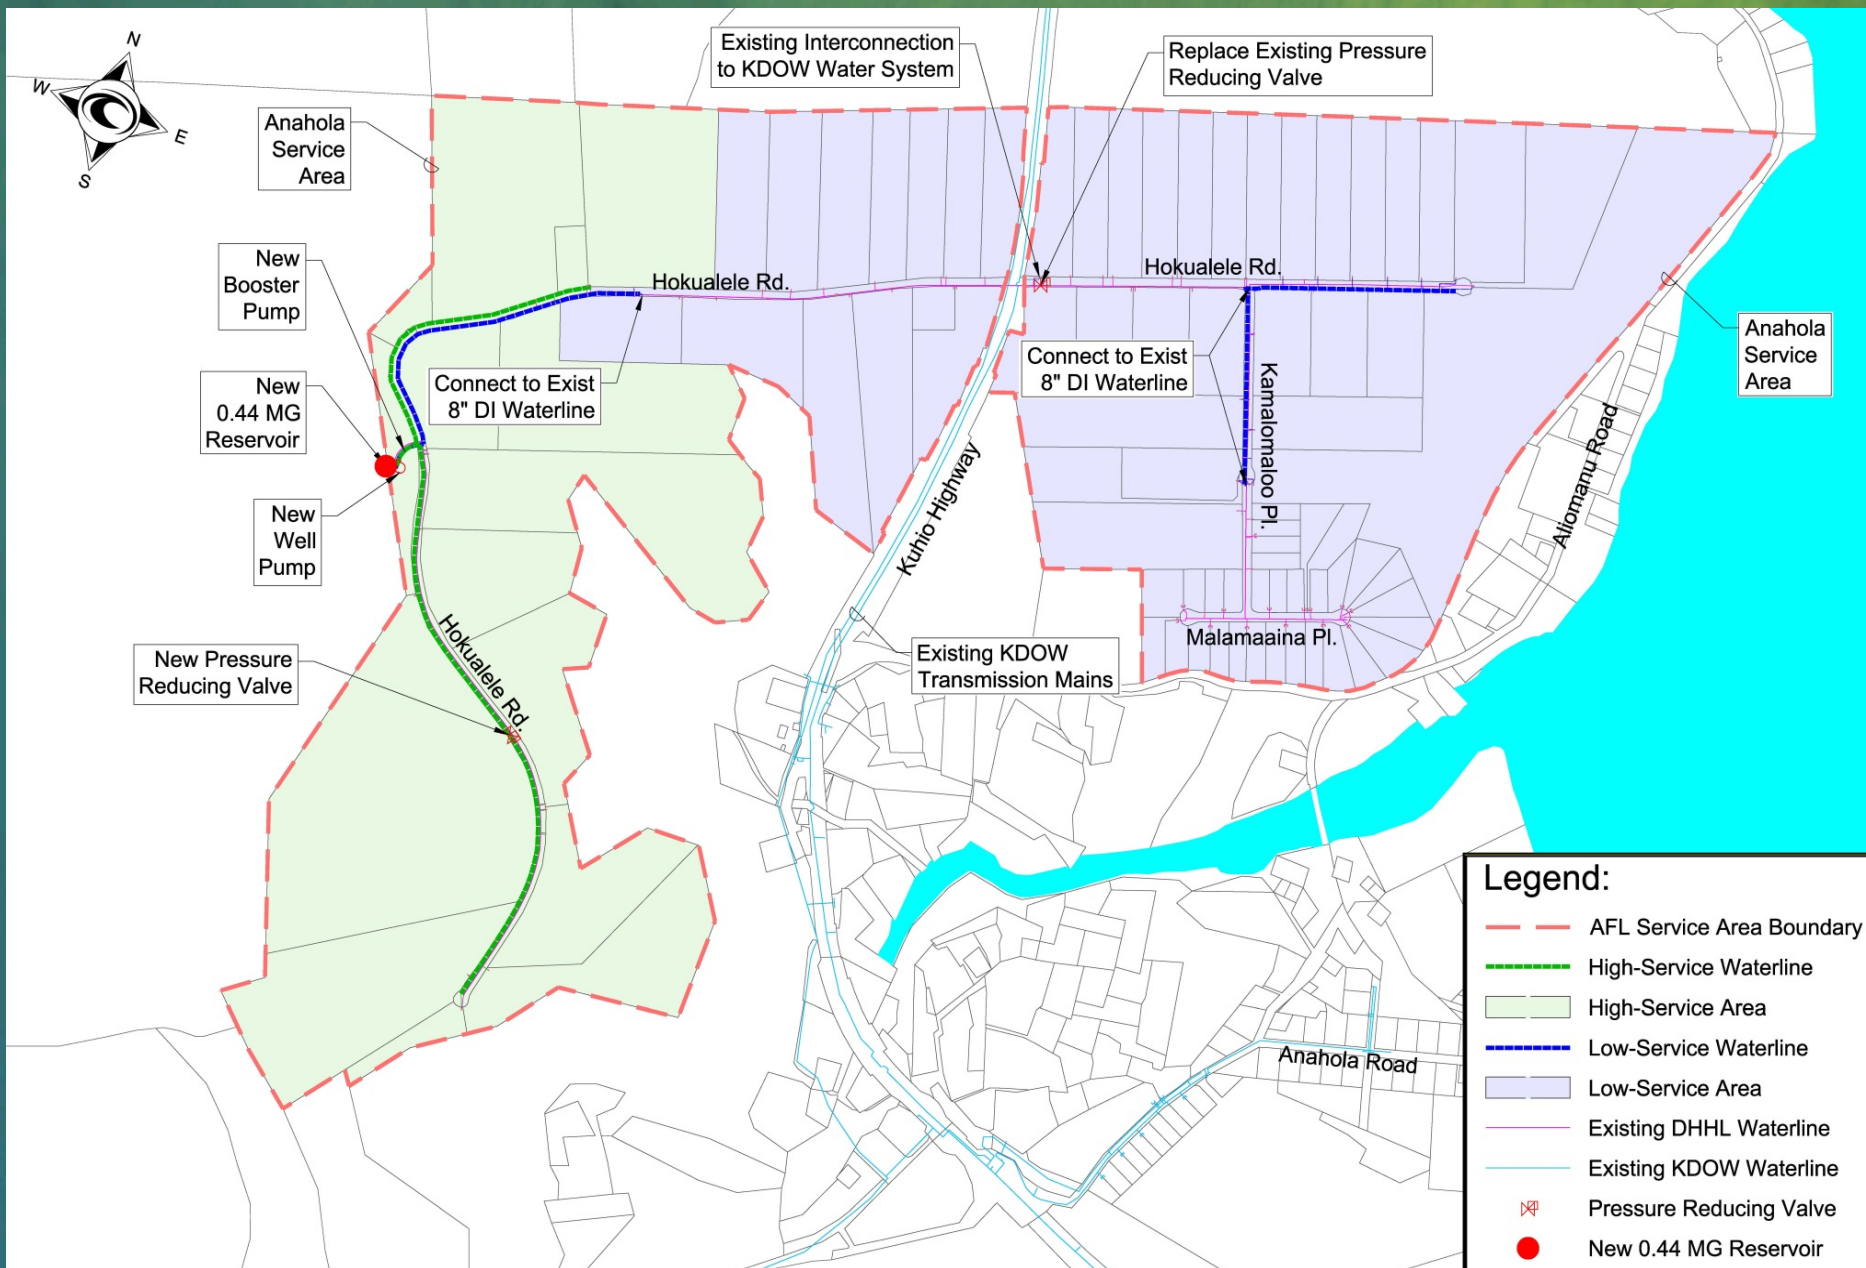 N
W
E
S
Existing Interconnection
to KDOW Water System
Replace Existing Pressure
Reducing Valve
Anahola
Service
Area
New
Booster
Pump
Hokualele Rd.
Hokualele Rd.
Anahola
Service
Area
New
0.44 MG
Reservoir
Connect to Exist
8" DI Waterline
Connect to Exist
8" DI Waterline
Kamalomaloo Pl.
Aliomanu Road
Kuhio Highway
New
Well
Pump
Hokualele Rd.
New Pressure
Reducing Valve
Existing KDOW
Transmission Mains
Malamaaina Pl.
Anahola Road
Legend:
AFL Service Area Boundary
High-Service Waterline
High-Service Area
Low-Service Waterline
Low-Service Area
Existing DHHL Waterline
Existing KDOW Waterline
Pressure Reducing Valve
New 0.44 MG Reservoir